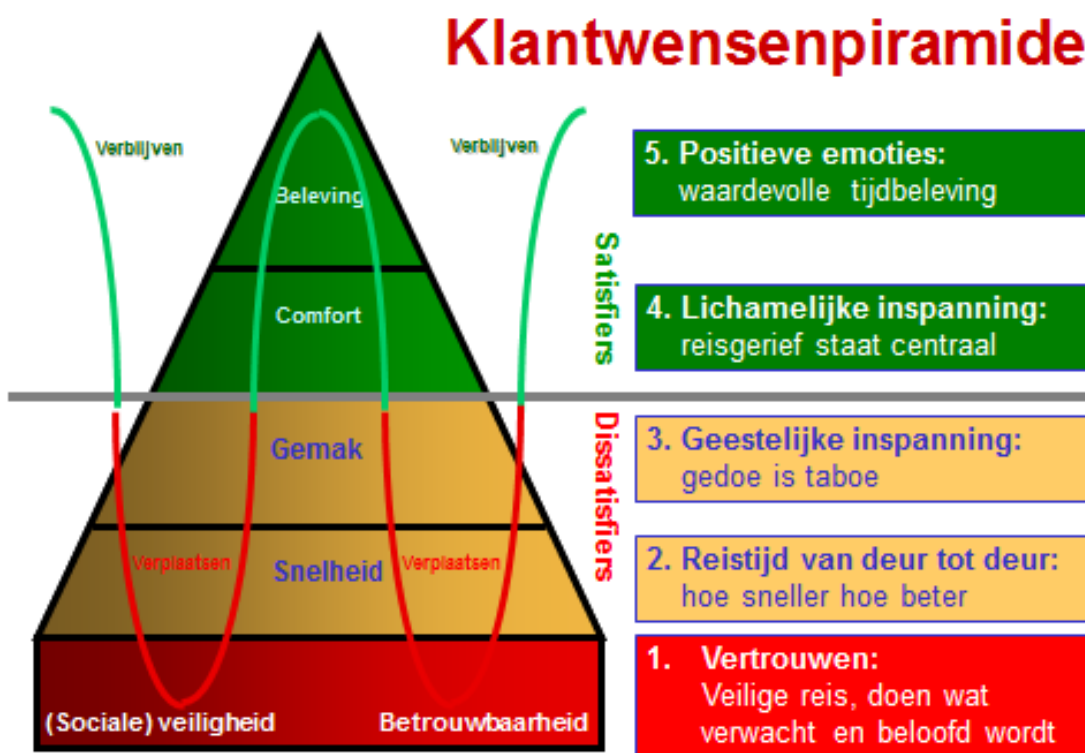 Klantwensenpiramide
Verblijven
Verblijven
Beleving
Comfort
Gemak
Verplaatsen
Snelheid
Verplaatsen
(Sociale) veiligheid
Betrouwbaarheid
Satisfiers
Dissatisfiers
5. Positieve emoties:
waardevolle tijdbeleving
4. Lichamelijke inspanning:
reisgerief staat centraal
3. Geestelijke inspanning:
gedoe is taboe
2. Reistijd van deur tot deur:
hoe sneller hoe beter
1. Vertrouwen:
Veilige reis, doen wat
verwacht en beloofd wordt